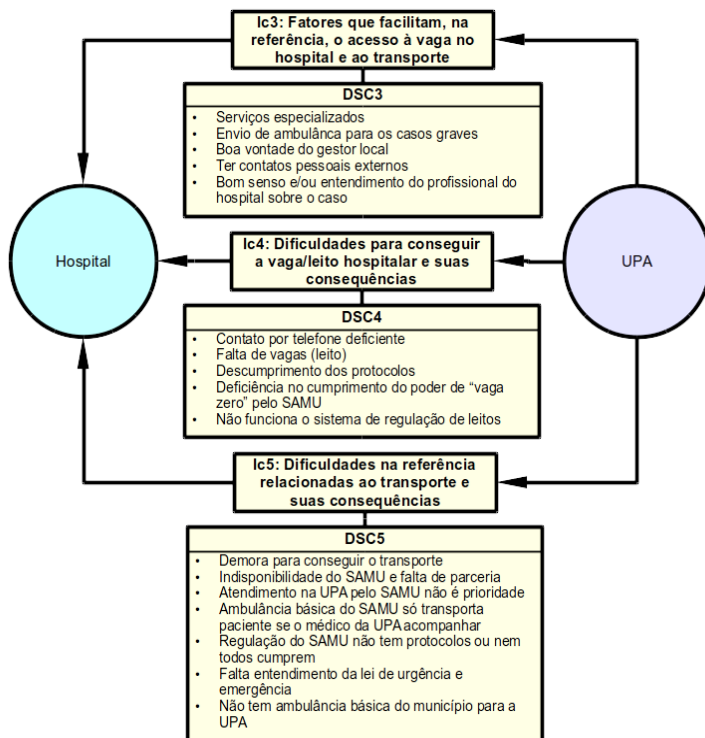 Ic3: Fatores que facilitam, na
referência, o acesso à vaga no
hospital e ao transporte
DSC3
• Serviços especializados
• Envio de ambulânca para os casos graves
• Boa vontade do gestor local
• Ter contatos pessoais externos
• Bom senso e/ou entendimento do profissional do
hospital sobre o caso
Hospital
Ic4: Dificuldades para conseguir
a vaga/leito hospitalar e suas
consequências
UPA
DSC4
• Contato por telefone deficiente
• Falta de vagas (leito)
• Descumprimento dos protocolos
• Deficiência no cumprimento do poder de “vaga
zero” pelo SAMU
• Não funciona o sistema de regulação de leitos
Ic5: Dificuldades na referência
relacionadas ao transporte e
suas consequências
DSC5
• Demora para conseguir o transporte
• Indisponibilidade do SAMU e falta de parceria
• Atendimento na UPA pelo SAMU não é prioridade
• Ambulância básica do SAMU só transporta
paciente se o médico da UPA acompanhar
• Regulação do SAMU não tem protocolos ou nem
todos cumprem
• Falta entendimento da lei de urgência e
emergência
• Não tem ambulância básica do município para a
UPA